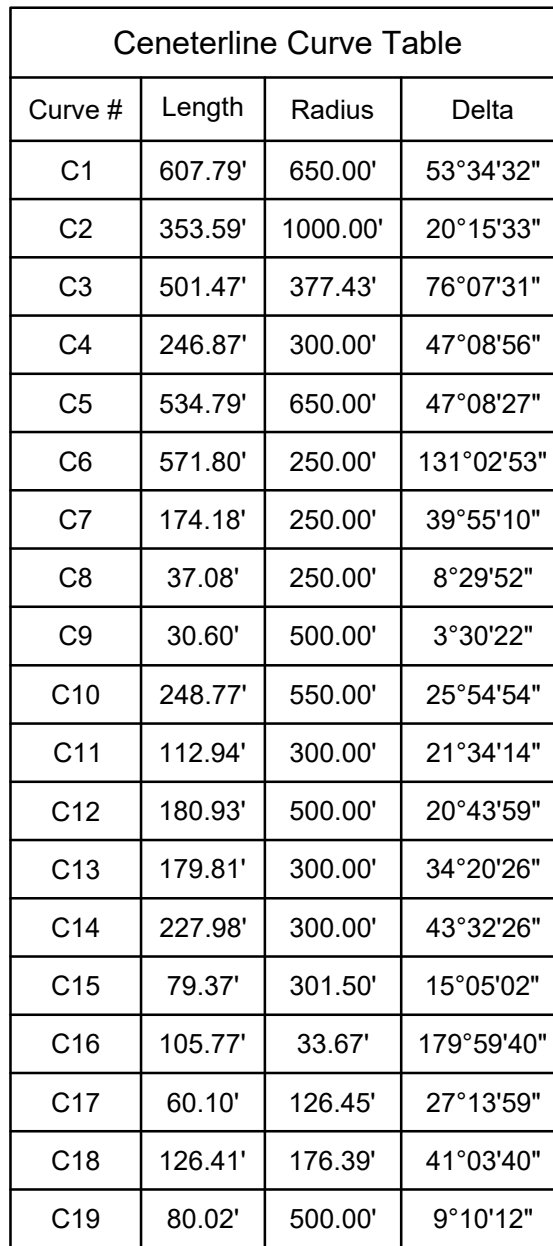 Ceneterline Curve Table
Curve # Length Radius Delta
C1 607.79' 650.00' 53°34'32"
C2 353.59' 1000.00' 20°15'33"
C3 501.47' 377.43' 76°07'31"
C4 246.87' 300.00' 47°08'56"
C5 534.79' 650.00' 47°08'27"
C6 571.80' 250.00' 131°02'53"
C7 174.18' 250.00' 39°55'10"
C8 37.08' 250.00' 8°29'52"
C9 30.60' 500.00' 3°30'22"
C10 248.77' 550.00' 25°54'54"
C11 112.94' 300.00' 21°34'14"
C12 180.93' 500.00' 20°43'59"
C13 179.81' 300.00' 34°20'26"
C14 227.98' 300.00' 43°32'26"
C15 79.37' 301.50' 15°05'02"
C16 105.77' 33.67' 179°59'40"
C17 60.10' 126.45' 27°13'59"
C18 126.41' 176.39' 41°03'40"
C19 80.02' 500.00' 9°10'12"